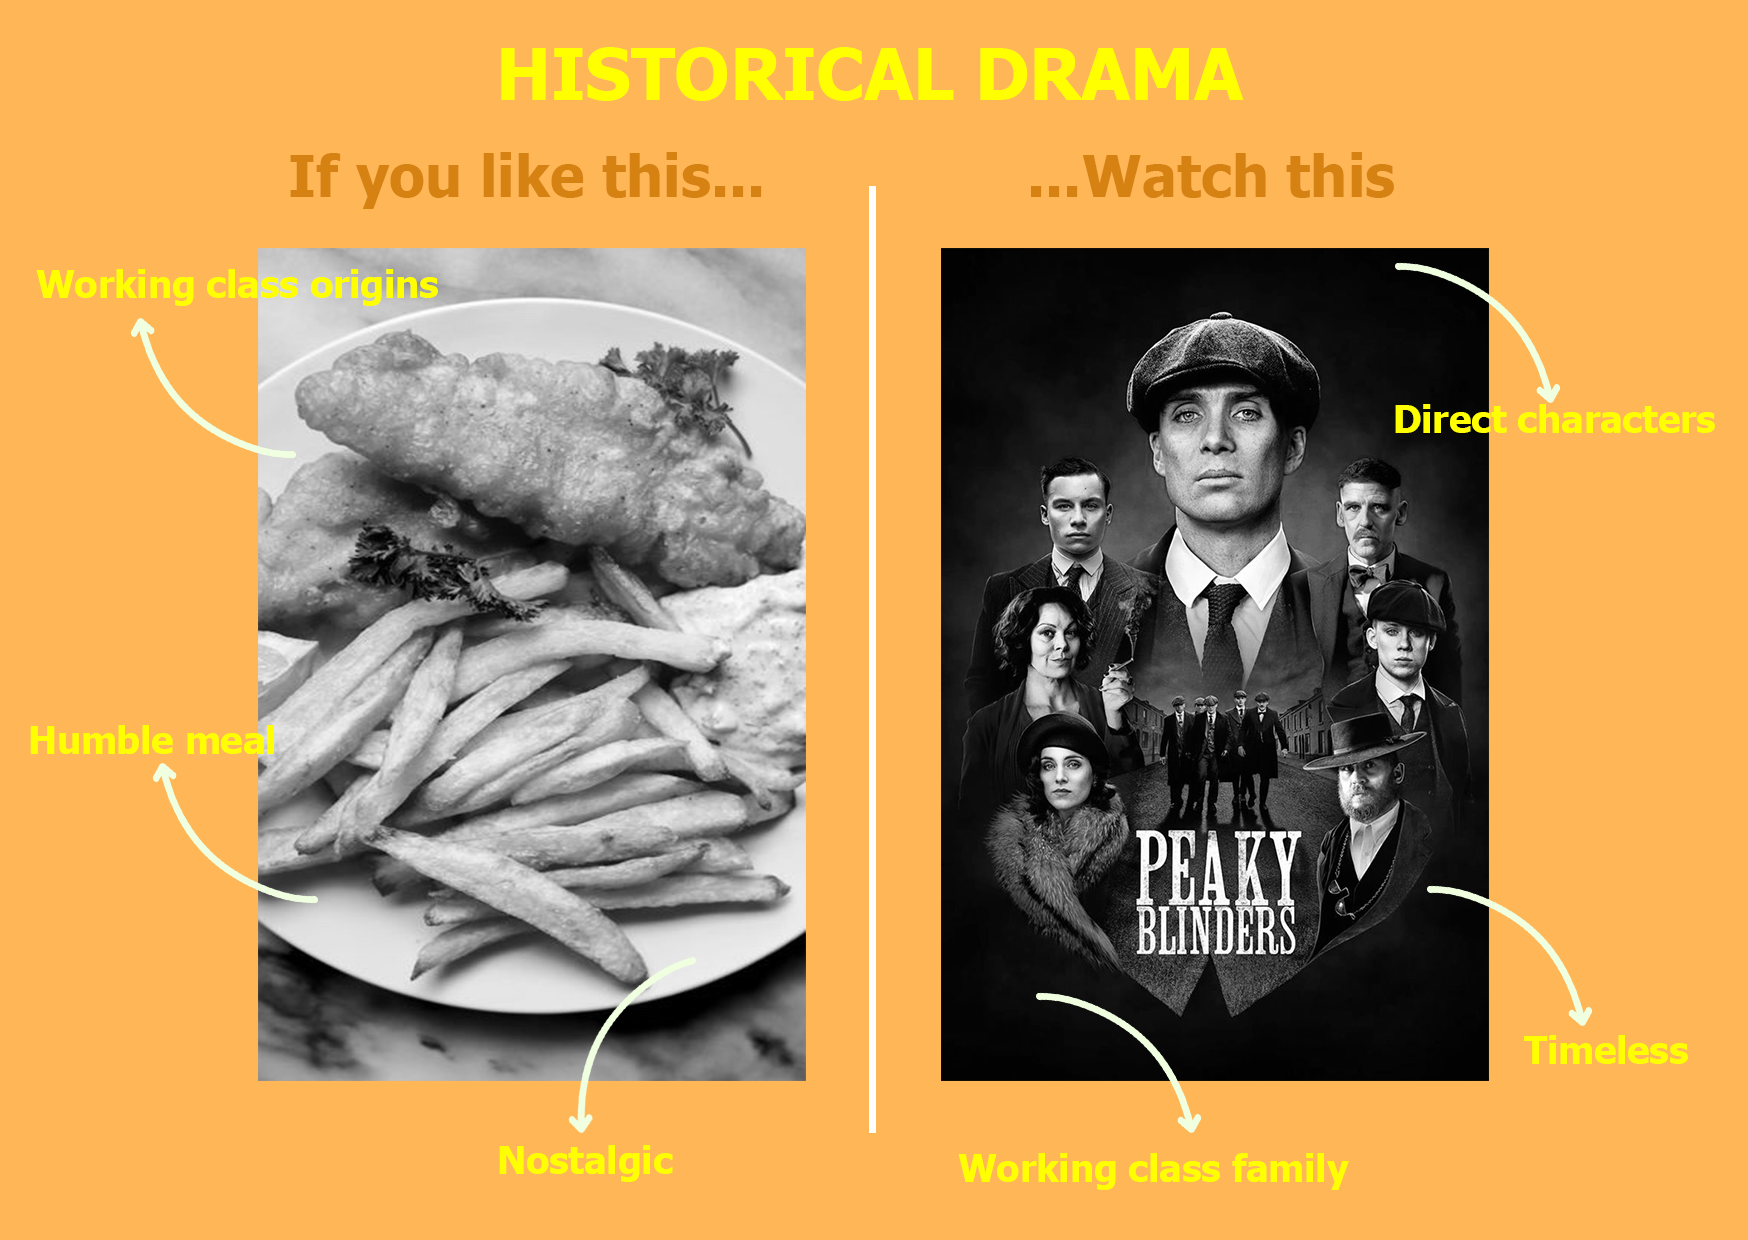 HISTORICAL DRAMA
If you like this...
...Watch this
Working class origins
Humble meal
Nostalgic
Direct characters
PEAKY
BLINDERS
Timeless
Working class family